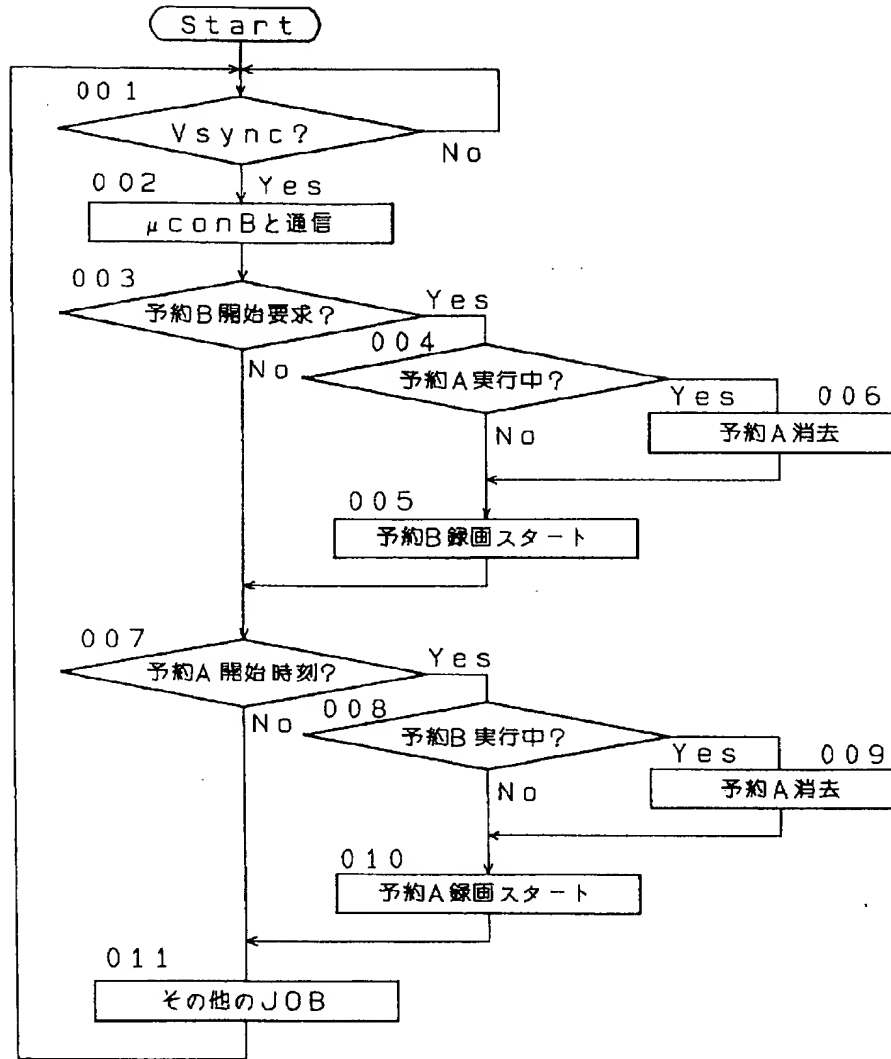 Start
001
Vsync?
No
002
Yes
μconBと通信
003
予約B開始要求?
Yes
004
No
予約A実行中?
Yes
006
予約A消去
No
005
予約B録画スタート
007
予約A開始時刻?
Yes
No
008
予約B実行中?
Yes
009
予約A消去
No
010
予約A録画スタート
011
その他のJOB